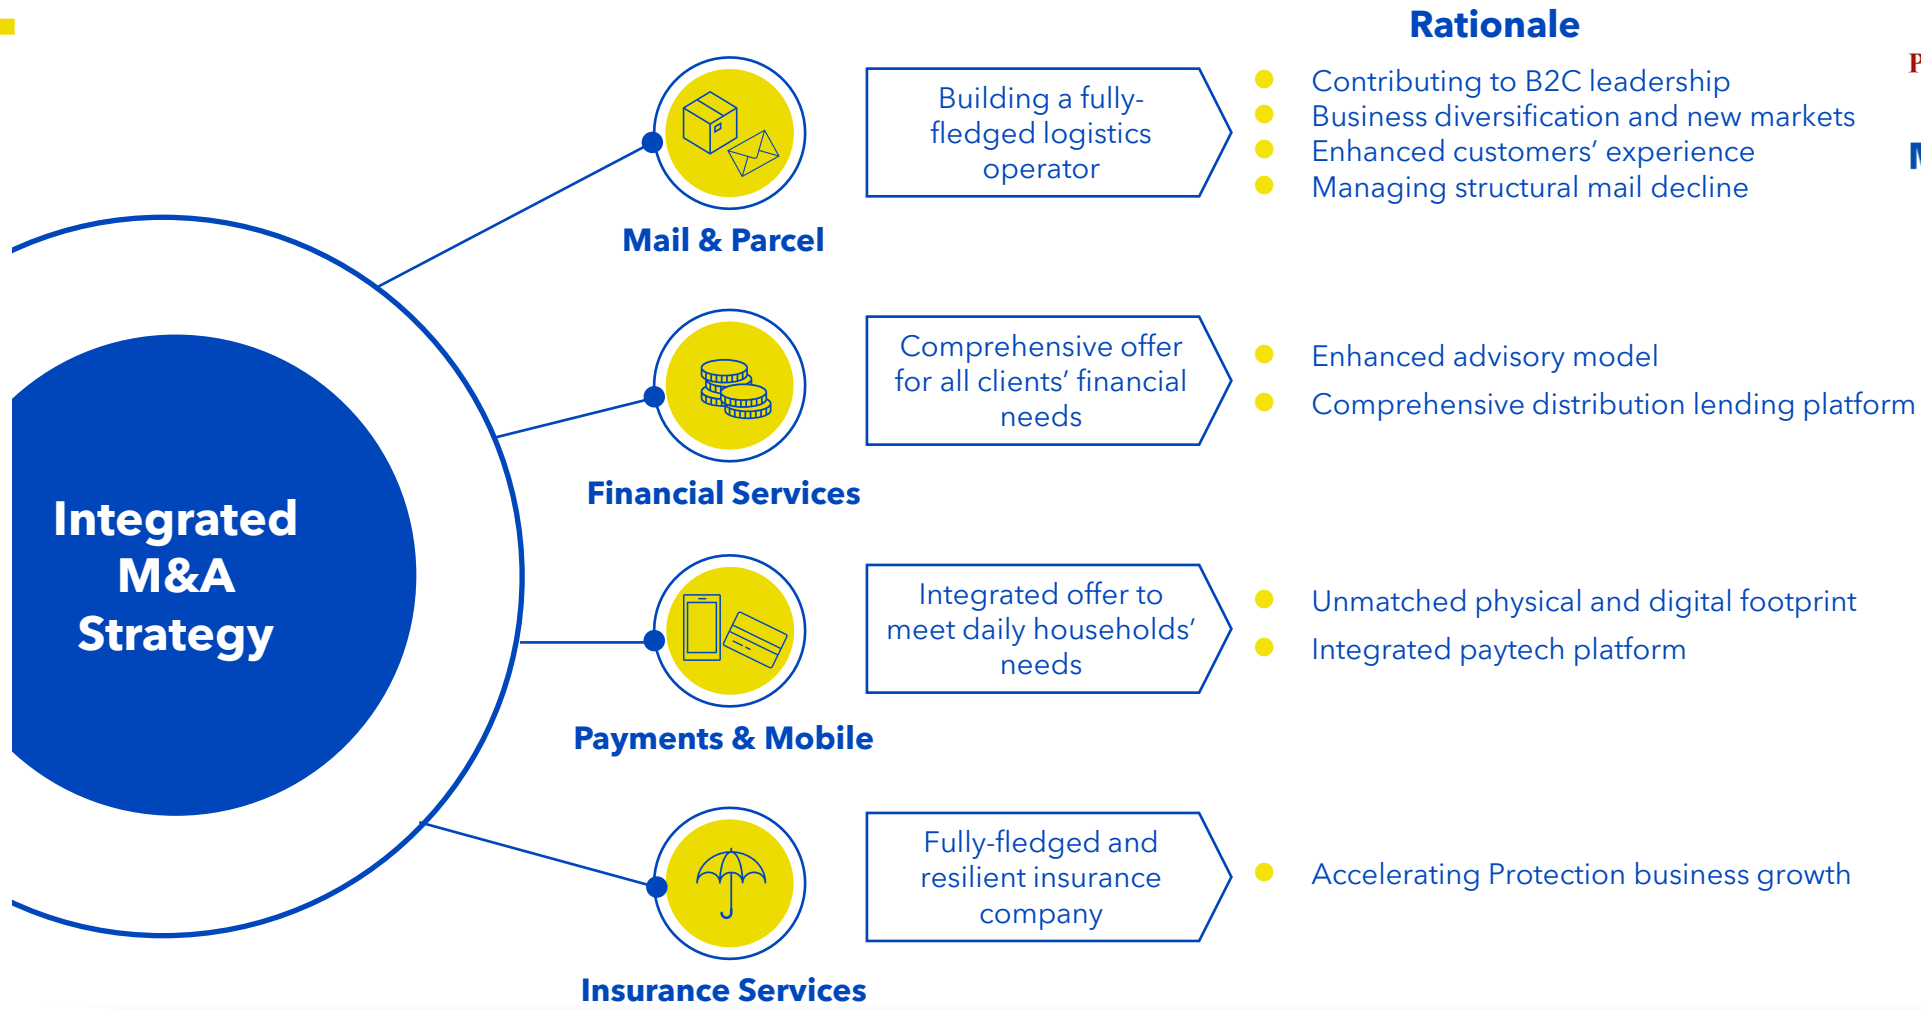 Rationale
Building a fully-
fledged logistics
operator
Contributing to B2C leadership
Business diversification and new markets
Enhanced customers’ experience
Managing structural mail decline
Mail & Parcel
Comprehensive offer
for all clients’ financial
needs
Enhanced advisory model
Comprehensive distribution lending platform
Financial Services
Integrated
M&A
Strategy
Integrated offer to
meet daily households’
needs
Unmatched physical and digital footprint
Integrated paytech platform
Payments & Mobile
Fully-fledged and
resilient insurance
company
Accelerating Protection business growth
Insurance Services